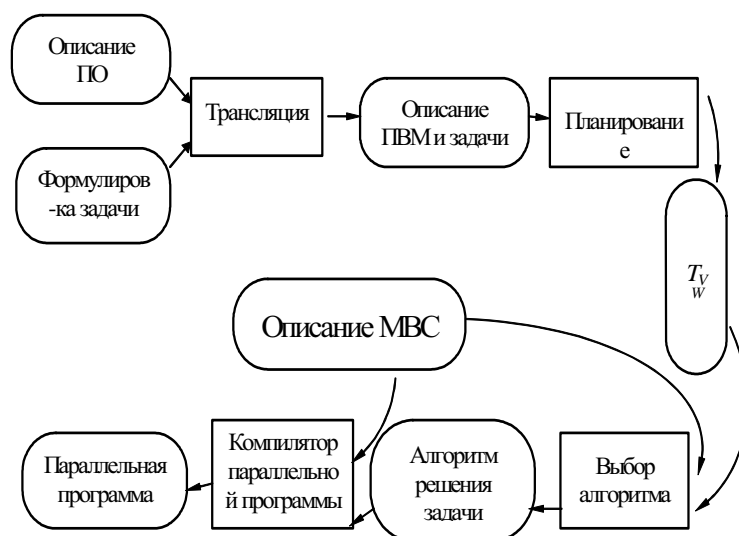 Описание
ПО
Трансляция
Описание
ПВМ и задачи
Планировани
е
Формулиров
-ка задачи
T V
W
Описание МВС
Параллельная
программа
Компилятор
параллельно
й программы
Алгоритм
решения
задачи
Выбор
алгоритма